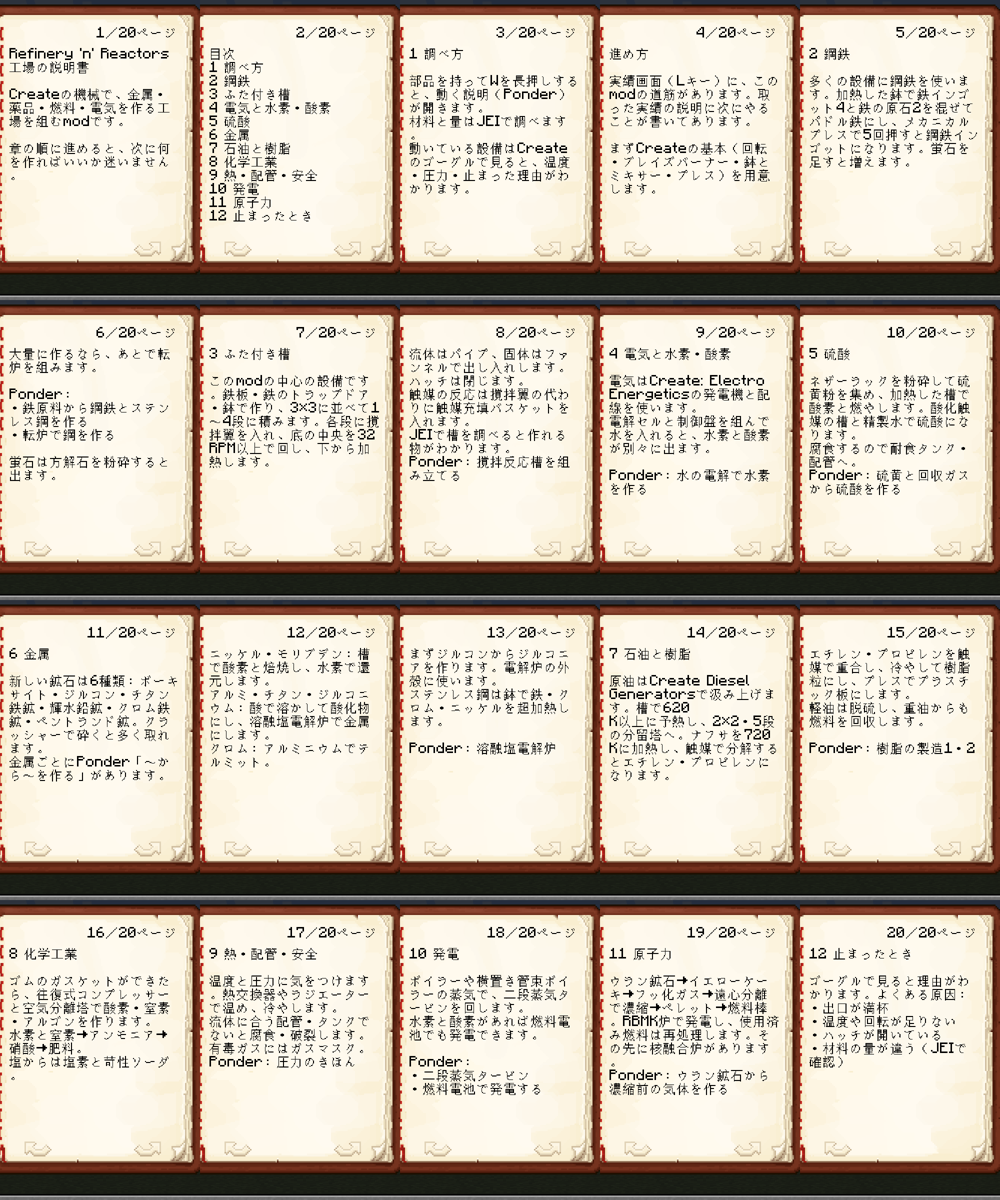 1/20ページ
Refinery 'n' Reactors
工場の説明書
Createの機械で、金属・
薬品・燃料・電気を作る工
場を組むmodです。
章の順に進めると、次に何
を作ればいいか迷いません
。
2/20ページ
目次
1 調べ方
2 鋼鉄
3 ふた付き槽
4 電気と水素・酸素
5 硫酸
6 金属
7 石油と樹脂
8 化学工業
9 熱・配管・安全
10 発電
11 原子力
12 止まったとき
3/20ページ
1 調べ方
部品を持ってWを長押しする
と、動く説明（Ponder）
が開きます。
材料と量はJEIで調べます
。
動いている設備はCreate
のゴーグルで見ると、温度
・圧力・止まった理由がわ
かります。
4/20ページ
進め方
実績画面（Lキー）に、この
modの道筋があります。取
った実績の説明に次にやる
ことが書いてあります。
まずCreateの基本（回転
・ブレイズバーナー・鉢と
ミキサー・プレス）を用意
します。
5/20ページ
2 鋼鉄
多くの設備に鋼鉄を使いま
す。加熱した鉢で鉄インゴ
ット4と鉄の原石2を混ぜて
パドル鉄にし、メカニカル
プレスで5回押すと鋼鉄イン
ゴットになります。蛍石を
足すと増えます。
6/20ページ
大量に作るなら、あとで転
炉を組みます。
Ponder:
・鉄原料から鋼鉄とステン
レス鋼を作る
・転炉で鋼を作る
蛍石は方解石を粉砕すると
出ます。
7/20ページ
3 ふた付き槽
このmodの中心の設備です
。鉄板・鉄のトラップドア
・鉢で作り、3×3に並べて1
～4段に積みます。各段に撹
拌翼を入れ、底の中央を32
RPM以上で回し、下から加
熱します。
8/20ページ
流体はパイプ、固体はファ
ンネルで出し入れします。
ハッチは閉じます。
触媒の反応は撹拌翼の代わ
りに触媒充填バスケットを
入れます。
JEIで槽を調べると作れる
物がわかります。
Ponder: 撹拌反応槽を組
み立てる
9/20ページ
4 電気と水素・酸素
電気はCreate: Electro
Energeticsの発電機と配
線を使います。
電解セルと制御盤を組んで
水を入れると、水素と酸素
が別々に出ます。
Ponder: 水の電解で水素
を作る
10/20ページ
5 硫酸
ネザーラックを粉砕して硫
黄粉を集め、加熱した槽で
酸素と燃やします。酸化触
媒の槽と精製水で硫酸にな
ります。
腐食するので耐食タンク・
配管へ。
Ponder: 硫黄と回収ガス
から硫酸を作る
11/20ページ
6 金属
新しい鉱石は6種類: ボーキ
サイト・ジルコン・チタン
鉄鉱・輝水鉛鉱・クロム鉄
鉱・ペントランド鉱。クラ
ッシャーで砕くと多く取れ
ます。
金属ごとにPonder「～か
ら～を作る」があります。
12/20ページ
ニッケル・モリブデン: 槽
で酸素と焙焼し、水素で還
元します。
アルミ・チタン・ジルコニ
ウム: 酸で溶かして酸化物
にし、溶融塩電解炉で金属
にします。
クロム: アルミニウムでテ
ルミット。
13/20ページ
まずジルコンからジルコニ
アを作ります。電解炉の外
殻に使います。
ステンレス鋼は鉢で鉄・ク
ロム・ニッケルを超加熱し
ます。
Ponder: 溶融塩電解炉
14/20ページ
7 石油と樹脂
原油はCreate Diesel
Generatorsで汲み上げま
す。槽で620
K以上に予熱し、2×2・5段
の分留塔へ。ナフサを720
Kに加熱し、触媒で分解する
とエチレン・プロピレンに
なります。
15/20ページ
エチレン・プロピレンを触
媒で重合し、冷やして樹脂
粒にし、プレスでプラスチ
ック板にします。
軽油は脱硫し、重油からも
燃料を回収します。
Ponder: 樹脂の製造1・2
16/20ページ
8 化学工業
ゴムのガスケットができた
ら、往復式コンプレッサー
と空気分離塔で酸素・窒素
・アルゴンを作ります。
水素と窒素→アンモニア→
硝酸→肥料。
塩からは塩素と苛性ソーダ
。
17/20ページ
9 熱・配管・安全
温度と圧力に気をつけます
。熱交換器やラジエーター
で温め、冷やします。
流体に合う配管・タンクで
ないと腐食・破裂します。
有毒ガスにはガスマスク。
Ponder: 圧力のきほん
18/20ページ
10 発電
ボイラーや横置き管束ボイ
ラーの蒸気で、二段蒸気タ
ービンを回します。
水素と酸素があれば燃料電
池でも発電できます。
Ponder:
・二段蒸気タービン
・燃料電池で発電する
19/20ページ
11 原子力
ウラン鉱石→イエローケー
キ→フッ化ガス→遠心分離
で濃縮→ペレット→燃料棒
。RBMK炉で発電し、使用済
み燃料は再処理します。そ
の先に核融合炉があります
。
Ponder: ウラン鉱石から
濃縮前の気体を作る
20/20ページ
12 止まったとき
ゴーグルで見ると理由がわ
かります。よくある原因:
・出口が満杯
・温度や回転が足りない
・ハッチが開いている
・材料の量が違う（JEIで
確認）